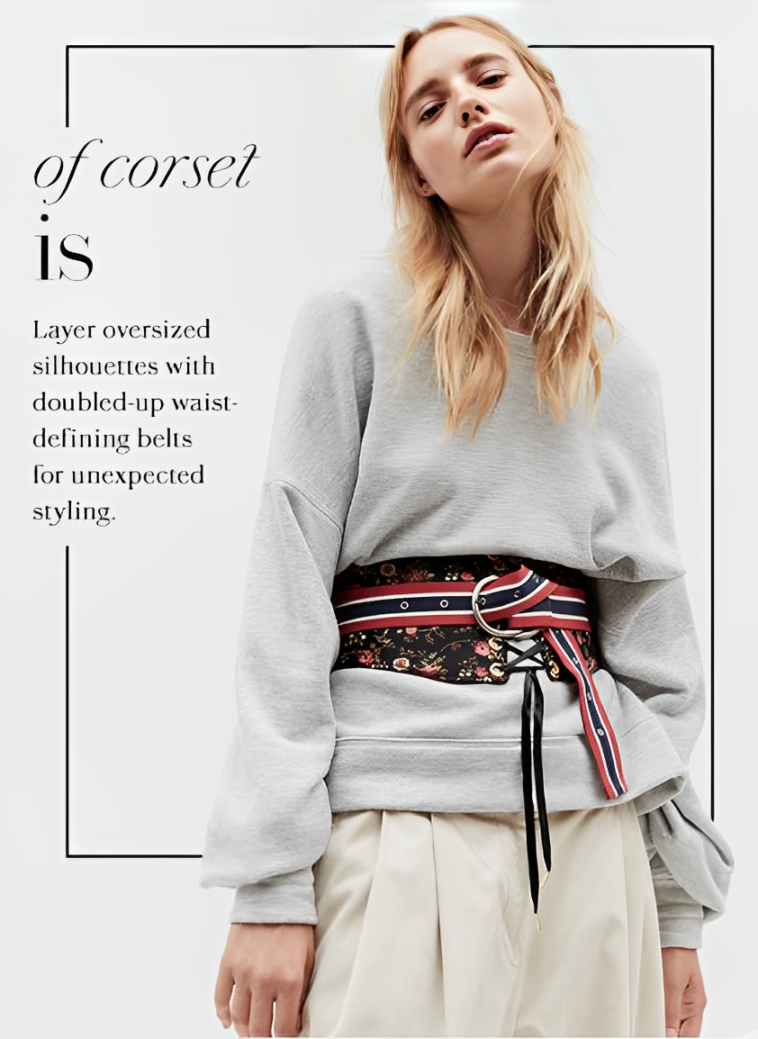 of corset
is
Layer oversized
silhouettes with
doubled-up waist-
defining belts
for unexpected
styling.